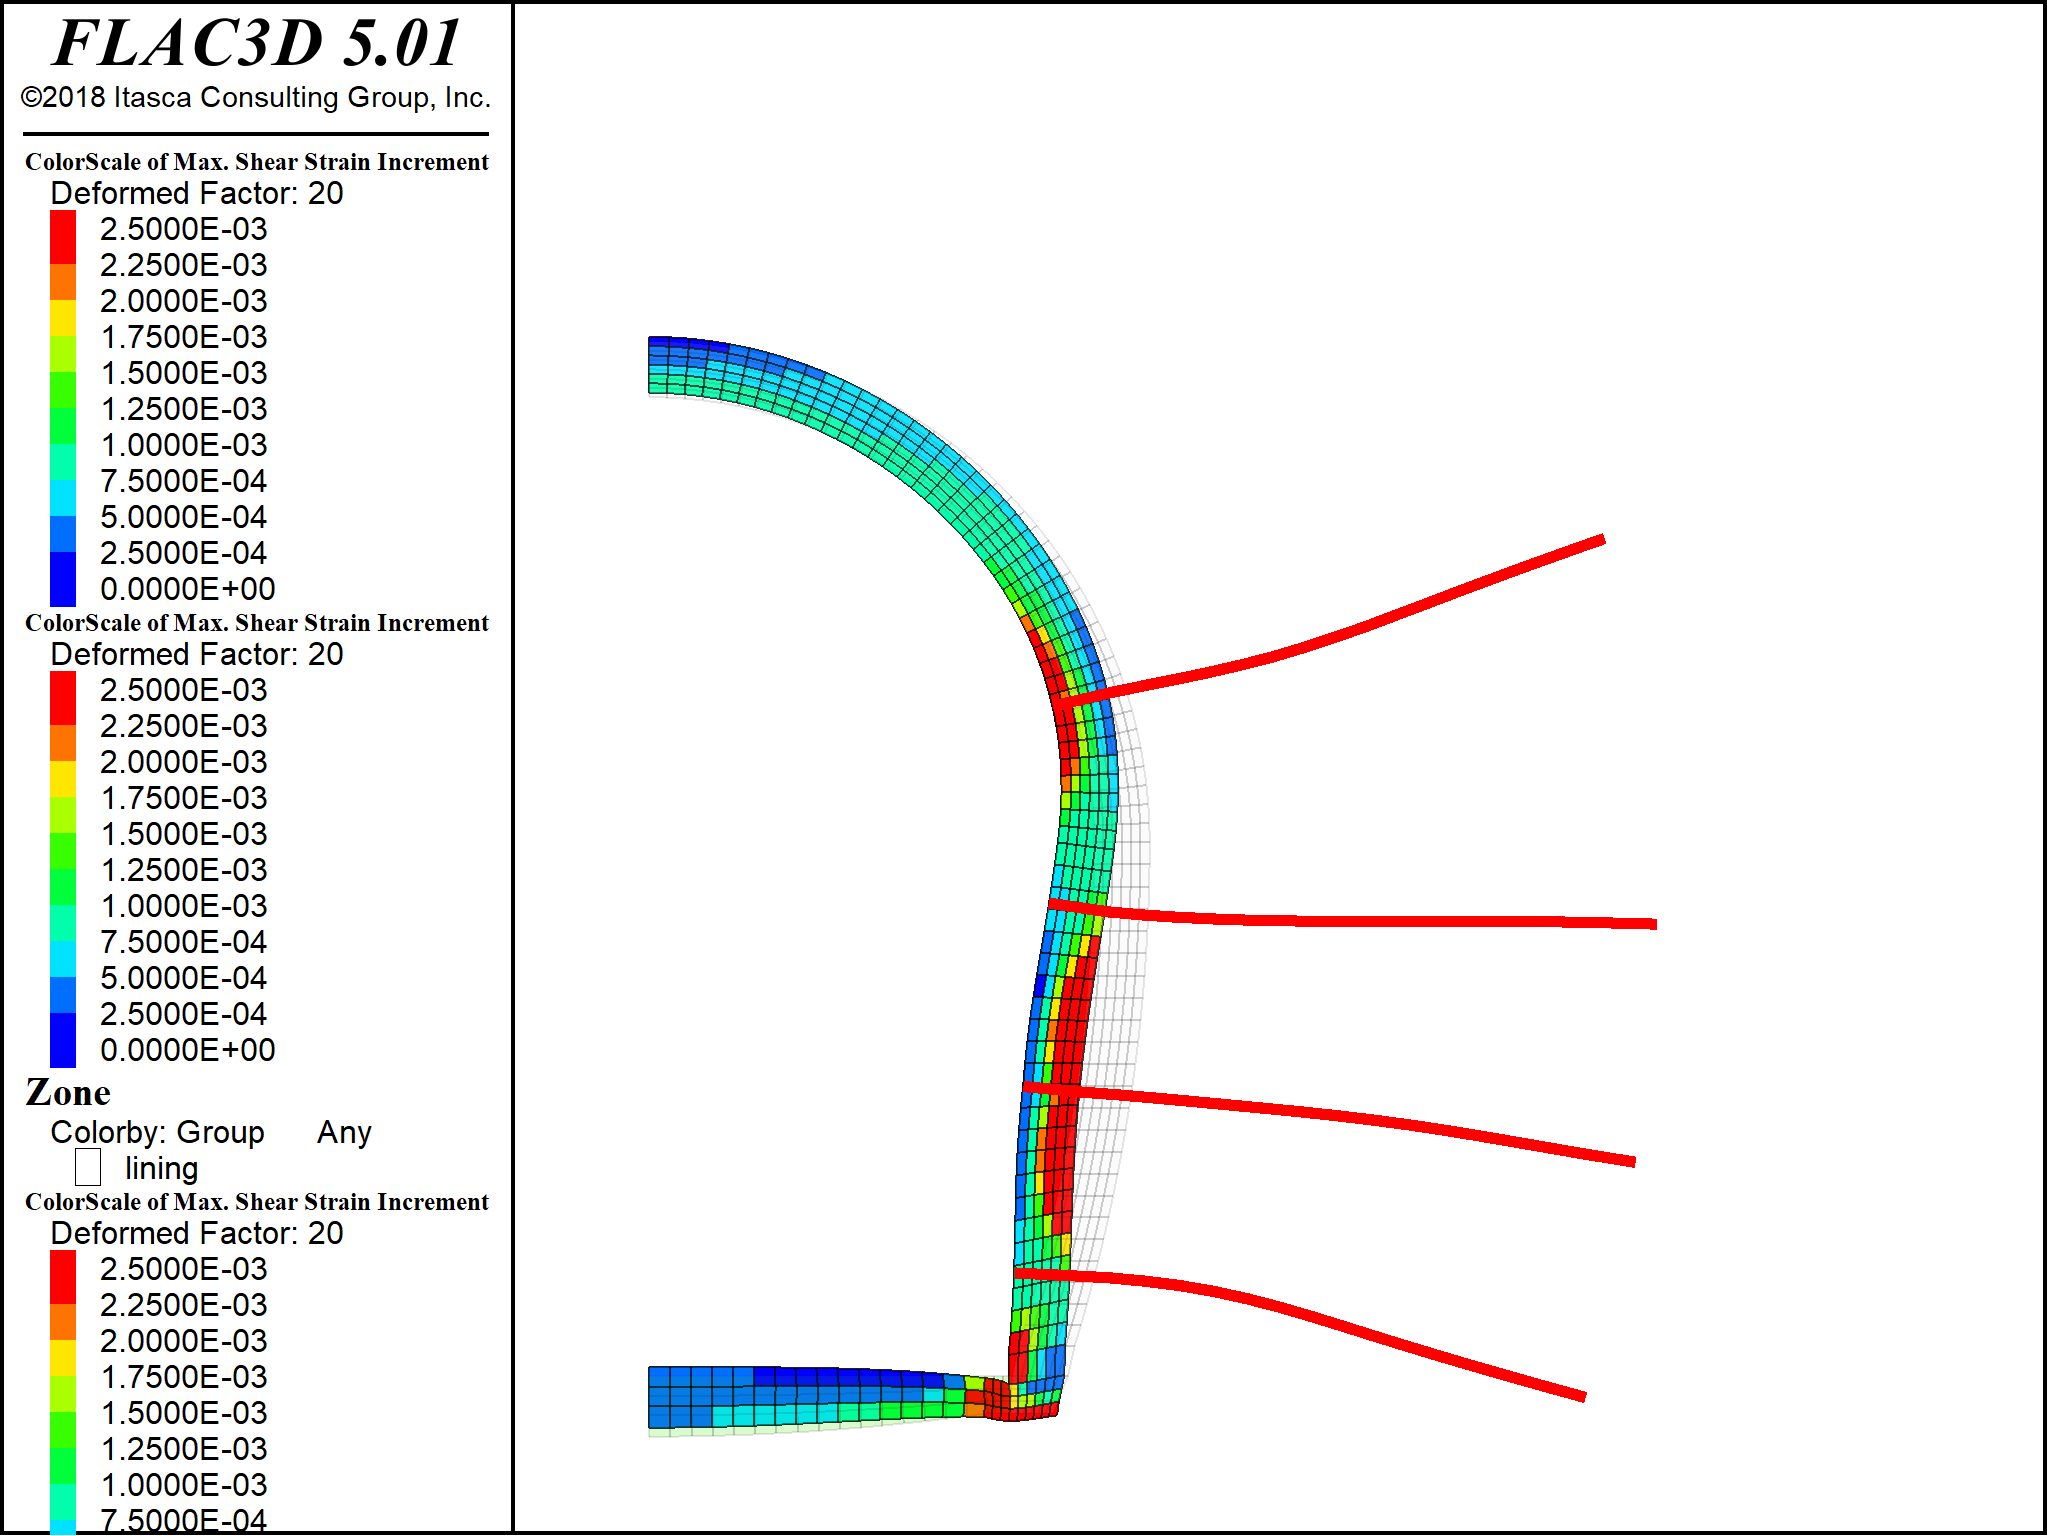 FLAC3D 5.01
©2018 Itasca Consulting Group, Inc.
ColorScale of Max. Shear Strain Increment
Deformed Factor: 20
2.5000E-03
2.2500E-03
2.0000E-03
1.7500E-03
1.5000E-03
1.2500E-03
1.0000E-03
7.5000E-04
5.0000E-04
2.5000E-04
0.0000E+00
ColorScale of Max. Shear Strain Increment
Deformed Factor: 20
2.5000E-03
2.2500E-03
2.0000E-03
1.7500E-03
1.5000E-03
1.2500E-03
1.0000E-03
7.5000E-04
5.0000E-04
2.5000E-04
0.0000E+00
Zone
Colorby: Group Any
lining
ColorScale of Max. Shear Strain Increment
Deformed Factor: 20
2.5000E-03
2.2500E-03
2.0000E-03
1.7500E-03
1.5000E-03
1.2500E-03
1.0000E-03
7.5000E-04